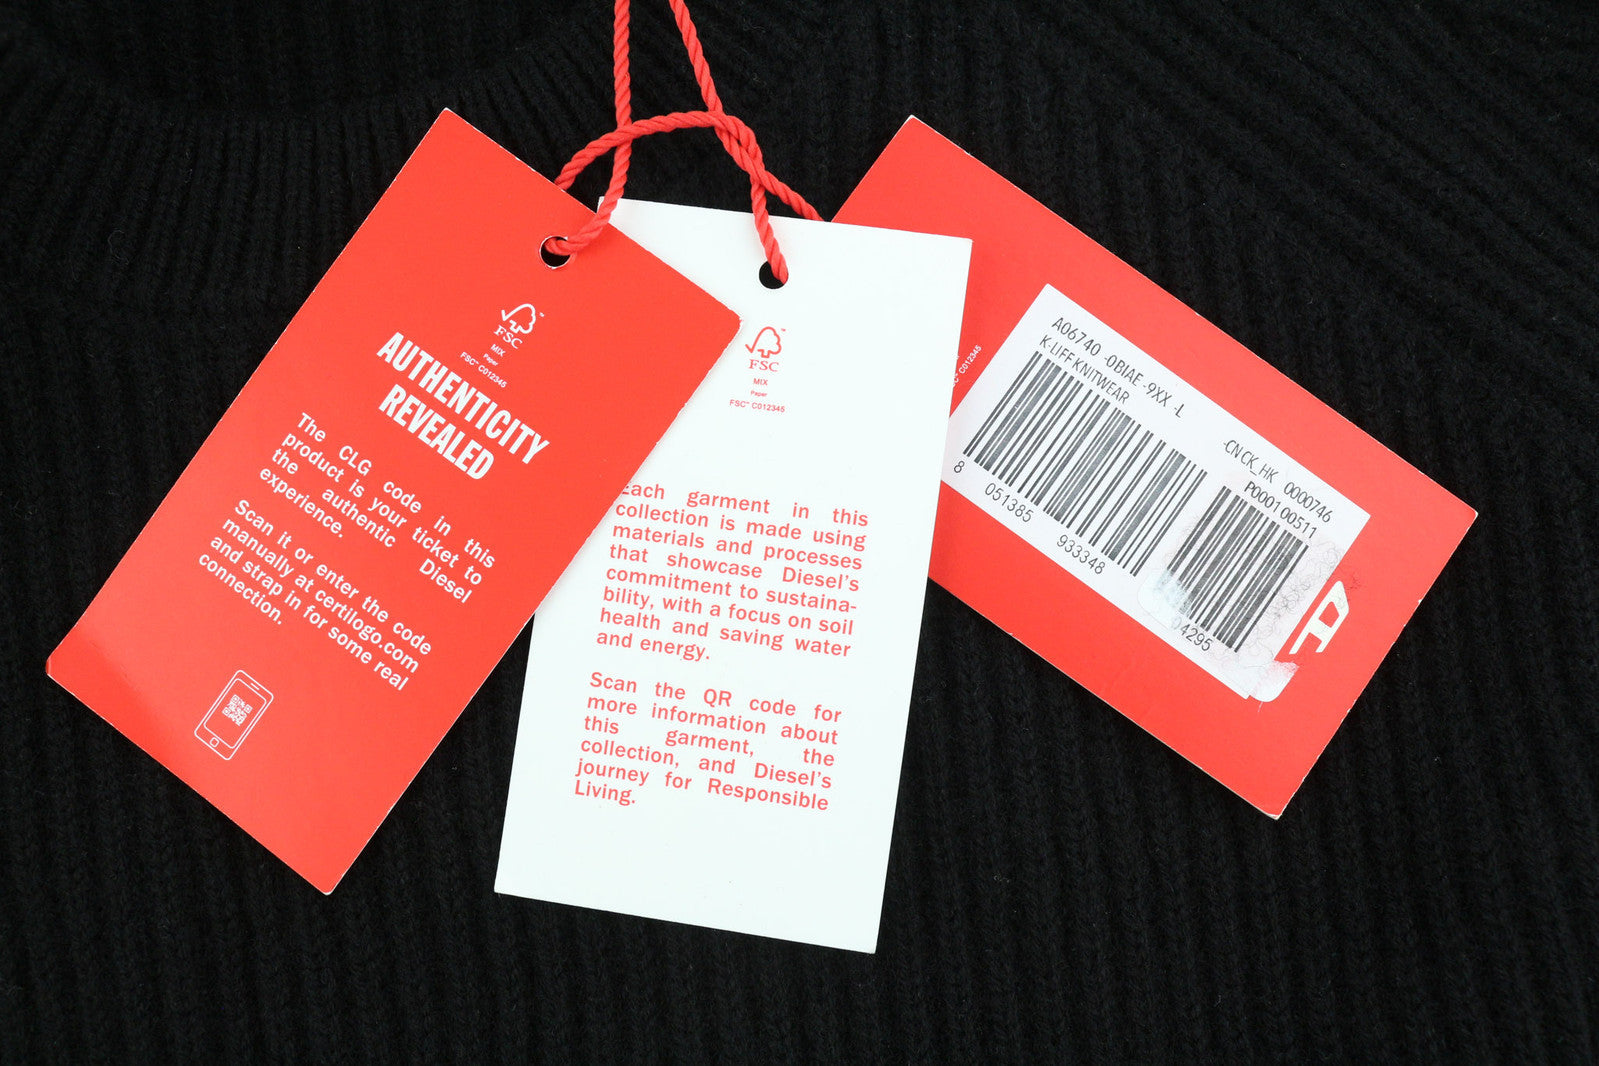 FSC
MIX
Paper
FSC™ C012345
AUTHENTICITY
REVEALED
The CLG code in this
product is your ticket to
the authentic Diesel
experience.
Scan it or enter the code
manually at certilogo.com
and strap in for some real
connection.
FSC
MIX
Paper
FSC™ C012345
Each garment in this
collection is made using
materials and processes
that showcase Diesel's
commitment to sustaina-
bility, with a focus on soil
health and saving water
and energy.
Scan the QR code for
more information about
this garment, the
collection, and Diesel's
journey for Responsible
Living.
C012345
A06740 -0BIAE -9XX -L
K-LIFF KNITWEAR
8 051385 933348
-CN CK_HK 0000746
P000100511
04295
D